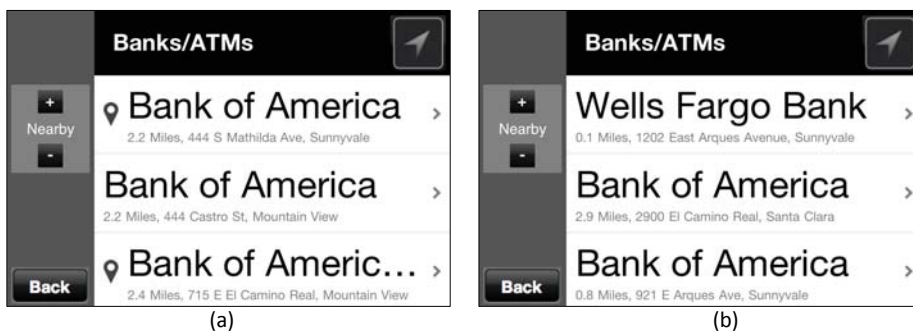 Banks/ATMs
+
Nearby
-
Back
Bank of America
2.2 Miles, 444 S Mathilda Ave, Sunnyvale
Bank of America
2.2 Miles, 444 Castro St, Mountain View
Bank of Americ...
2.4 Miles, 715 E El Camino Real, Mountain View
(a)
Banks/ATMs
+
Nearby
-
Back
Wells Fargo Bank
0.1 Miles, 1202 East Arques Avenue, Sunnyvale
Bank of America
2.9 Miles, 2900 El Camino Real, Santa Clara
Bank of America
0.8 Miles, 921 E Arques Ave, Sunnyvale
(b)